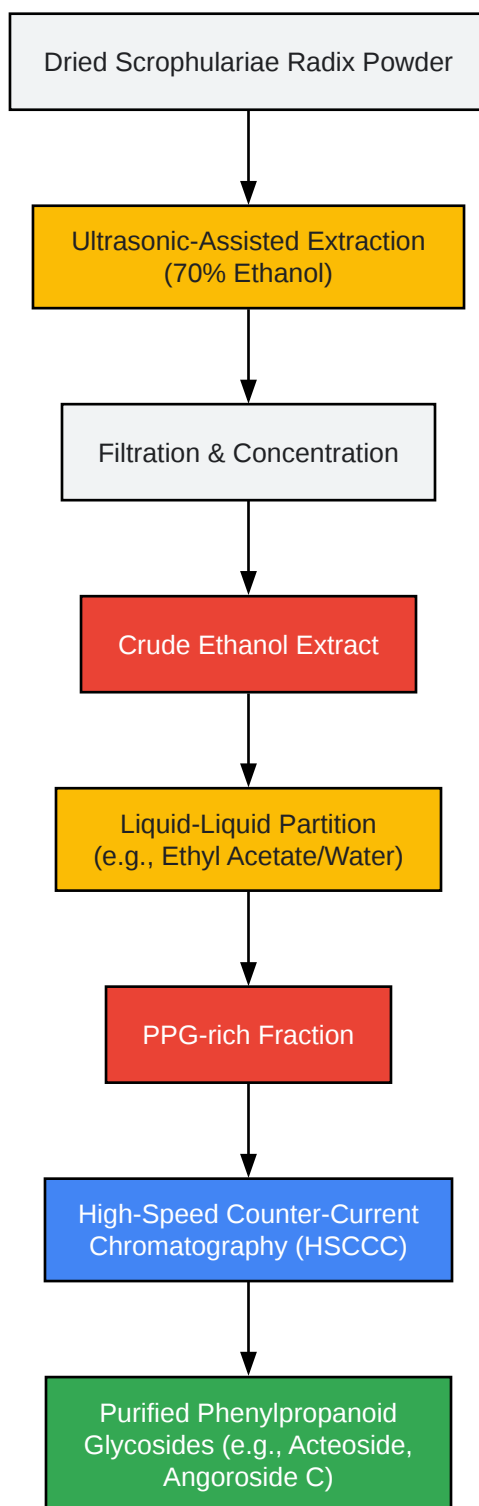 Dried Scrophulariae Radix Powder
Ultrasonic-Assisted Extraction
(70% Ethanol)
Filtration & Concentration
Crude Ethanol Extract
Liquid-Liquid Partition
(e.g., Ethyl Acetate/Water)
PPG-rich Fraction
High-Speed Counter-Current
Chromatography (HSCCC)
Purified Phenylpropanoid
Glycosides (e.g., Acteoside,
Angoroside C)